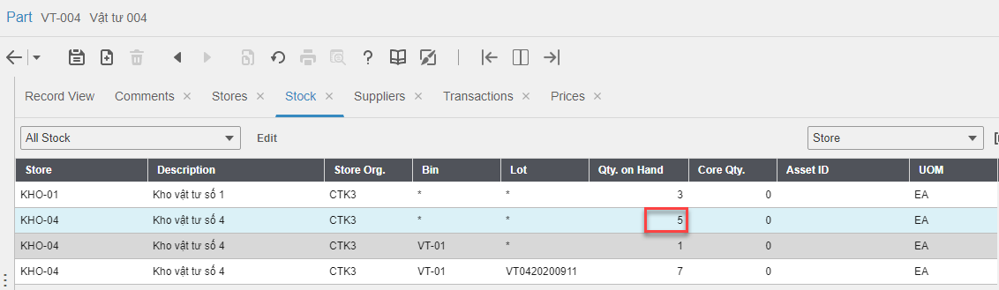 Part VT-004 Vật tư 004
Record View Comments × Stores × Stock × Suppliers × Transactions × Prices ×
All Stock Edit Store
Store Description Store Org. Bin Lot Qty. on Hand Core Qty. Asset ID UOM
KHO-01 Kho vật tư số 1 CTK3 * * 3 0 EA
KHO-04 Kho vật tư số 4 CTK3 * * 5 0 EA
KHO-04 Kho vật tư số 4 CTK3 VT-01 * 1 0 EA
KHO-04 Kho vật tư số 4 CTK3 VT-01 VT0420200911 7 0 EA